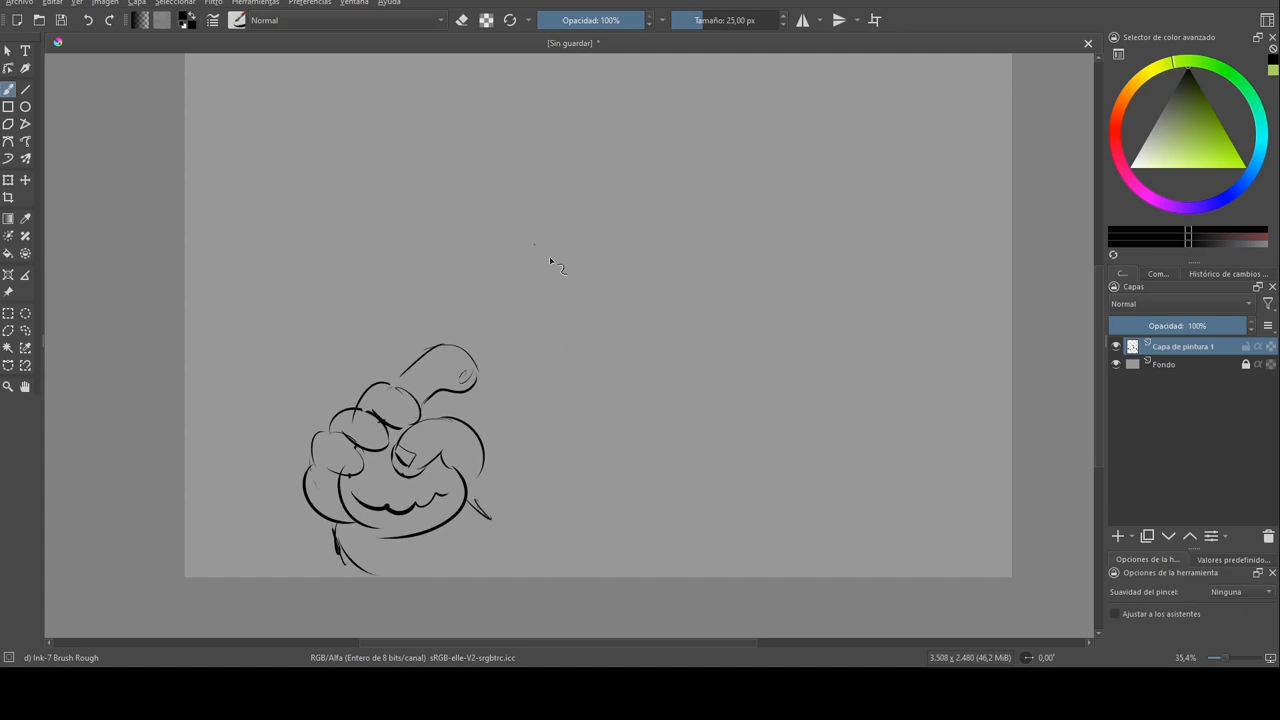 Archivo Editar Ver Imagen Capa Seleccionar Filtro Herramientas Preferencias Ventana Ayuda
Normal Opacidad: 100% Tamaño: 25,00 px
[Sin guardar] *
Selector de color avanzado
C... Com... Histórico de cambios ...
Capas
Normal
Opacidad: 100%
Capa de pintura 1
Fondo
Opciones de la h... Valores predefinido...
Opciones de la herramienta
Suavidad del pincel: Ninguna
Ajustar a los asistentes
d) Ink-7 Brush Rough RGB/Alfa (Entero de 8 bits/canal) sRGB-elle-V2-srgbtrc.icc 3.508 x 2.480 (46,2 MiB) 0,00° 35,4%